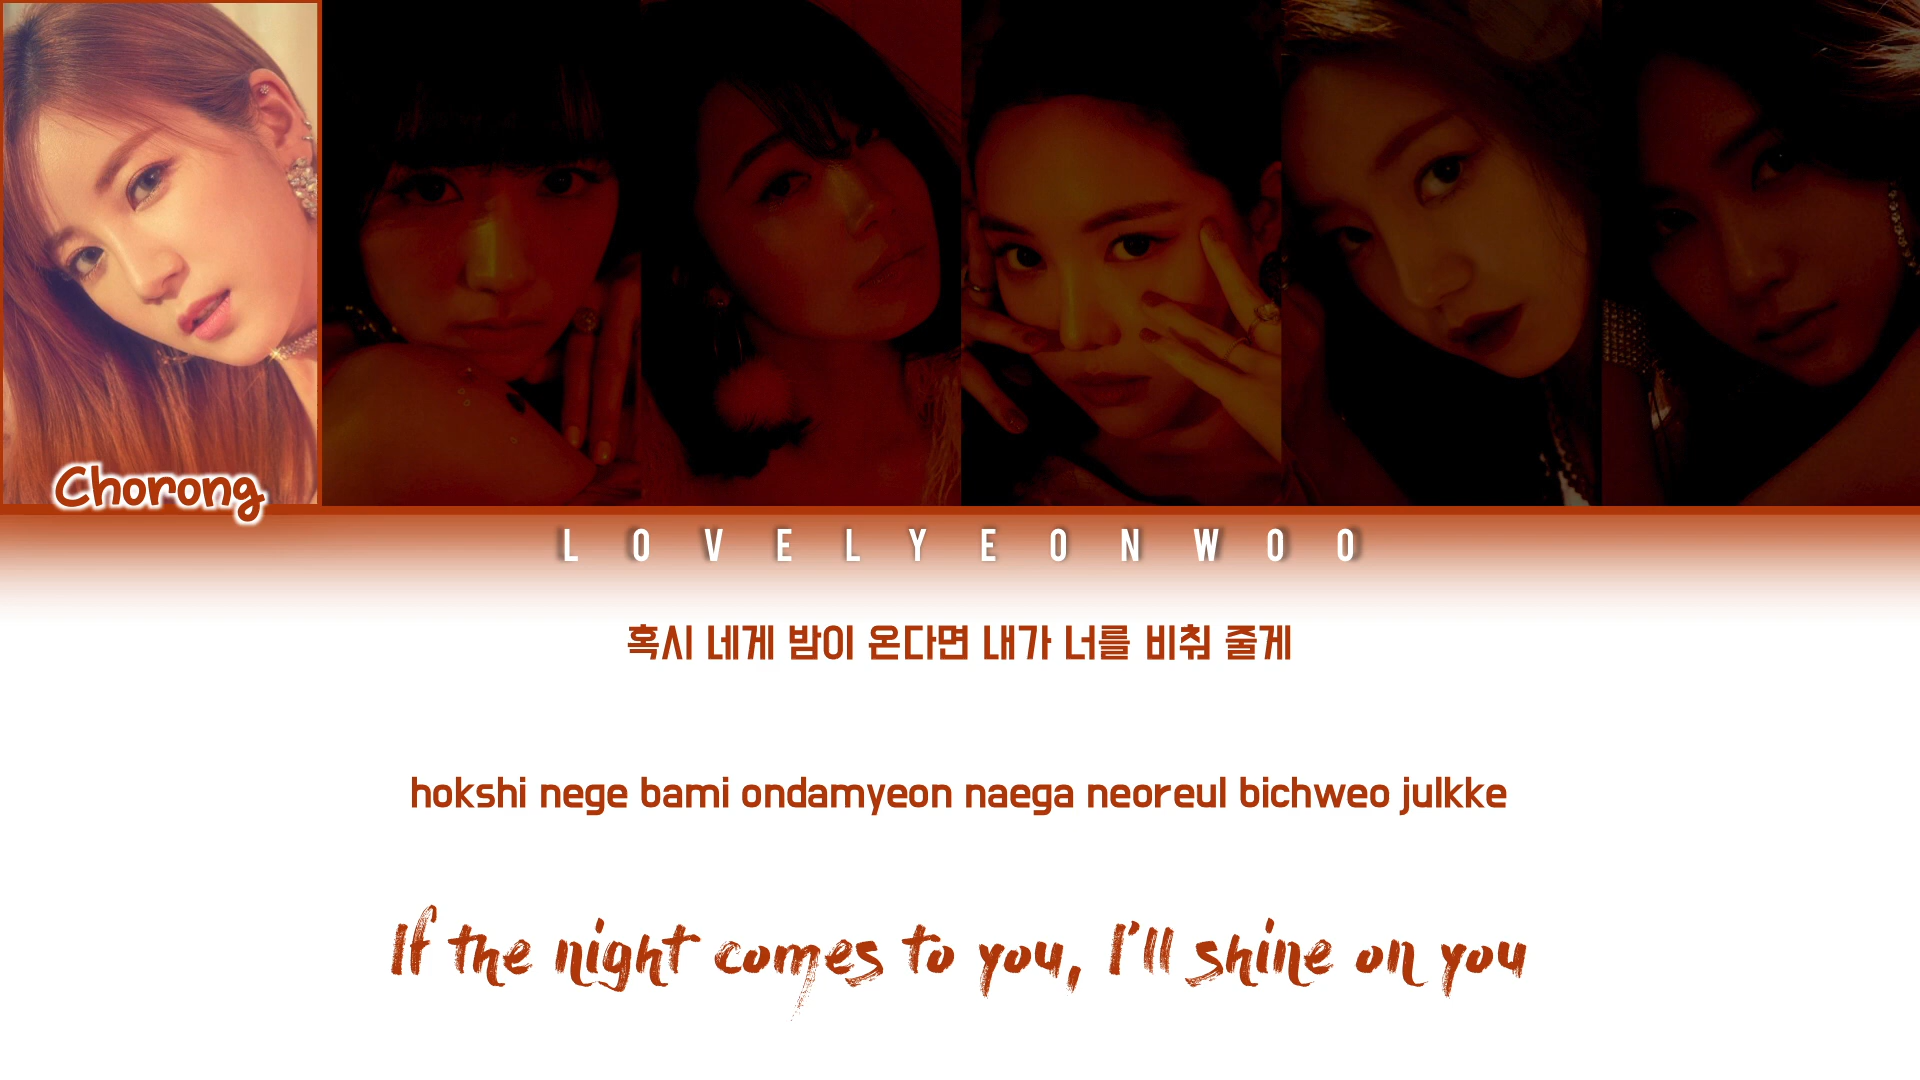 Chorong
LOVELYEONWOO
혹시 네게 밤이 온다면 내가 너를 비춰 줄게
hokshi nege bami ondamyeon naega neoreul bichweo julkke
If the night comes to you, I'll shine on you